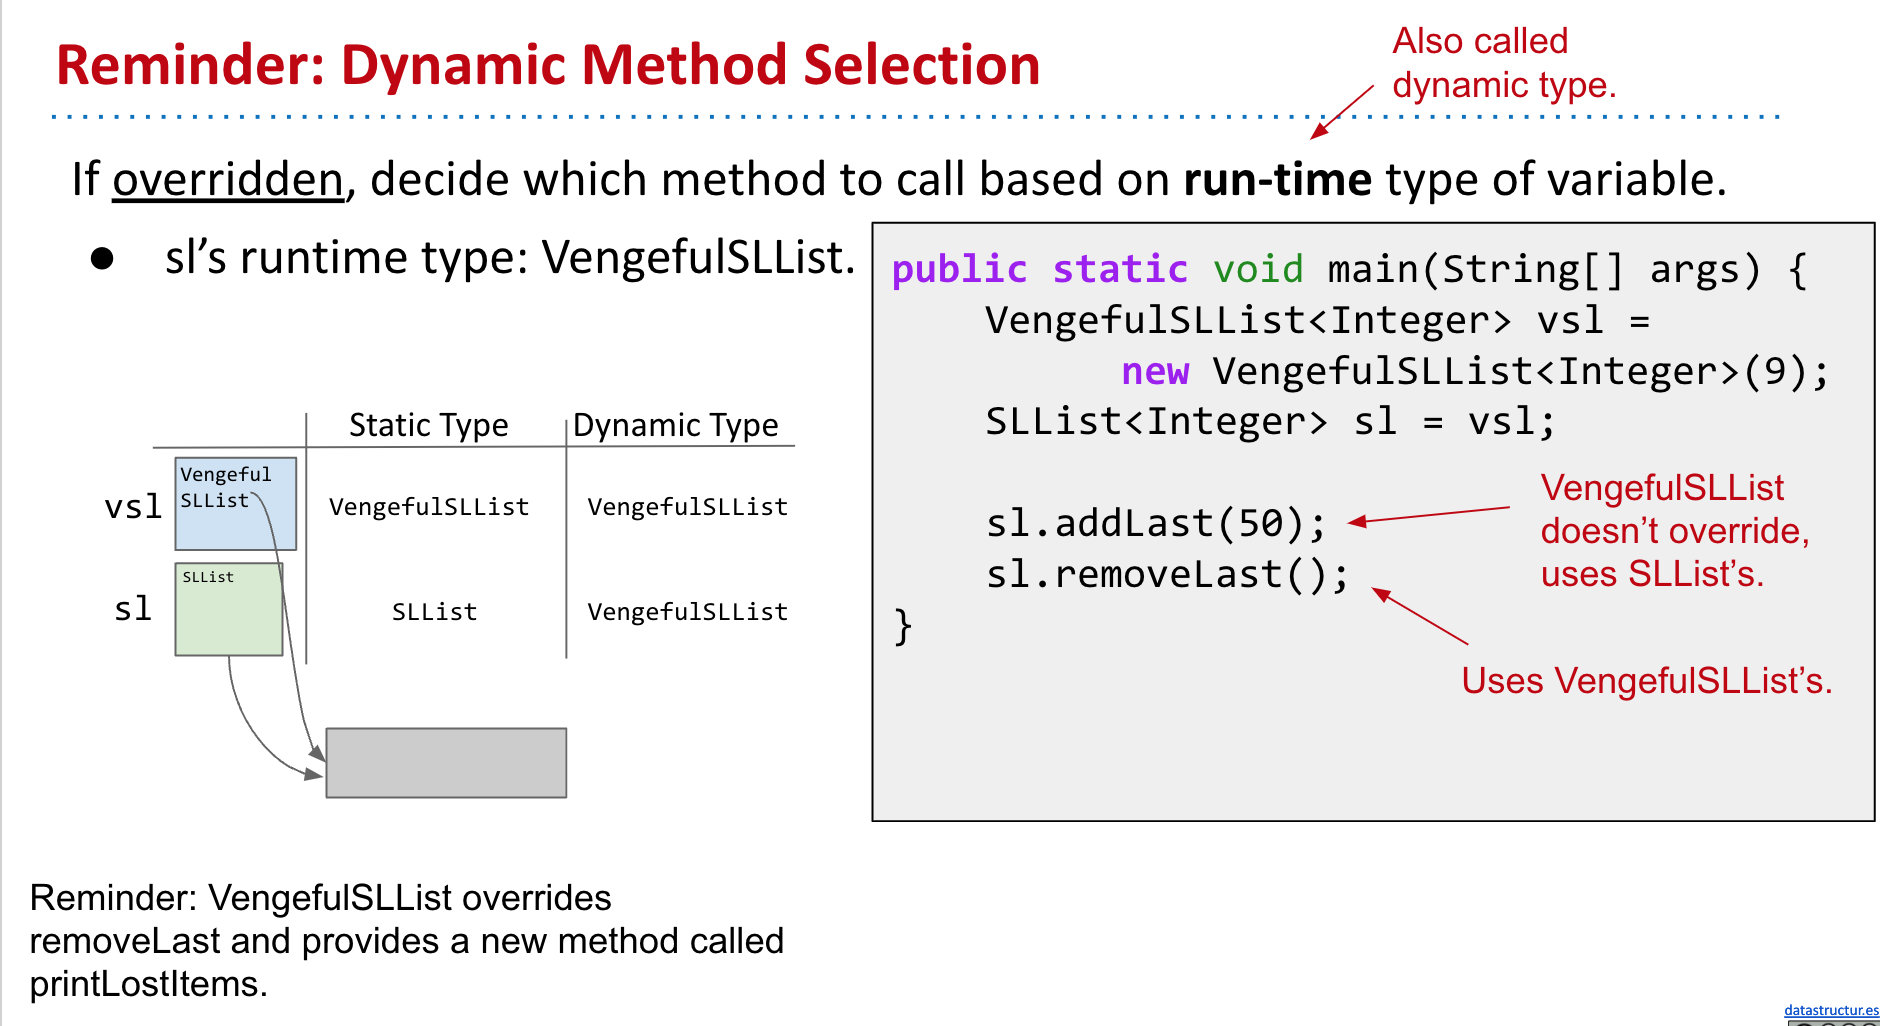 Reminder: Dynamic Method Selection
Also called
dynamic type.
If overridden, decide which method to call based on run-time type of variable.
● sl’s runtime type: VengefulSLList.
public static void main(String[] args) {
VengefulSLList<Integer> vsl =
new VengefulSLList<Integer>(9);
SLList<Integer> sl = vsl;
sl.addLast(50);
sl.removeLast();
}
VengefulSLList
doesn’t override,
uses SLList’s.
Uses VengefulSLList’s.
Static Type Dynamic Type
vsl
Vengeful
SLList
VengefulSLList VengefulSLList
sl
SLList
SLList VengefulSLList
Reminder: VengefulSLList overrides
removeLast and provides a new method called
printLostItems.
datastructur.es